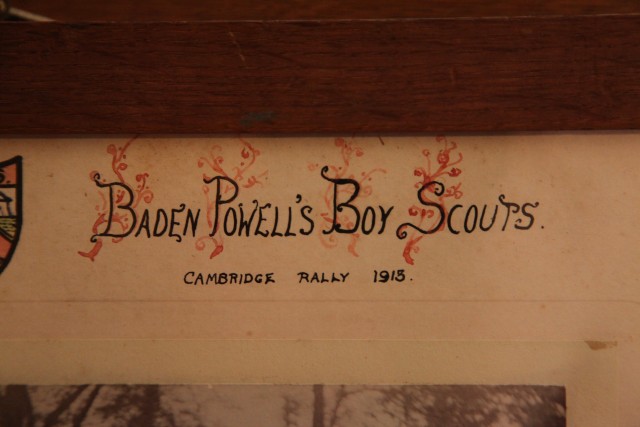 Baden Powell's Boy Scouts.
Cambridge Rally 1913.